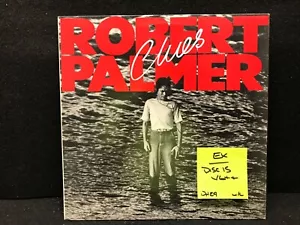 ROBERT
Clues
PALMER
EX
DISC IS